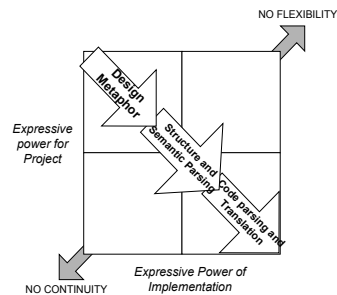 NO FLEXIBILITY
Design
Metaphor
Expressive
power for
Project
Structure and
Semantic Parsing
Code parsing and
Translation
NO CONTINUITY
Expressive Power of
Implementation